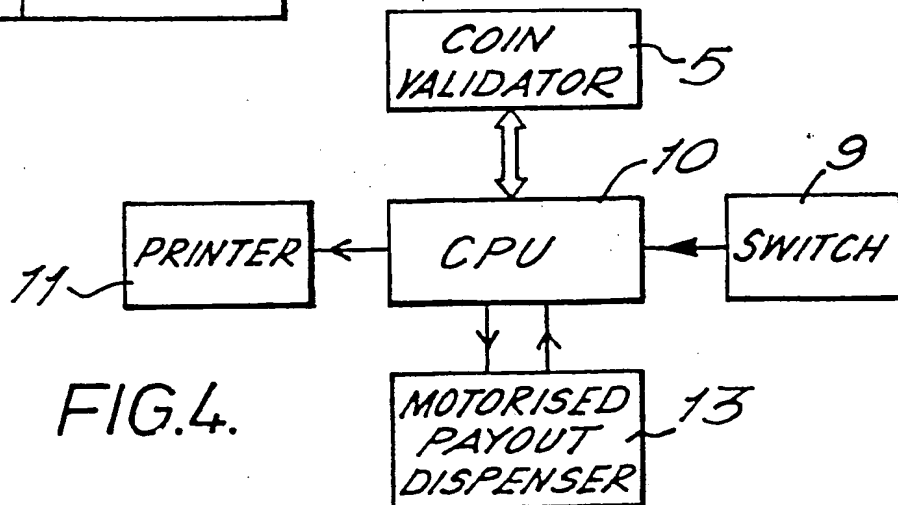 COIN
VALIDATOR
5
10
9
PRINTER
CPU
SWITCH
11
MOTORISED
PAYOUT
DISPENSER
13
FIG.4.